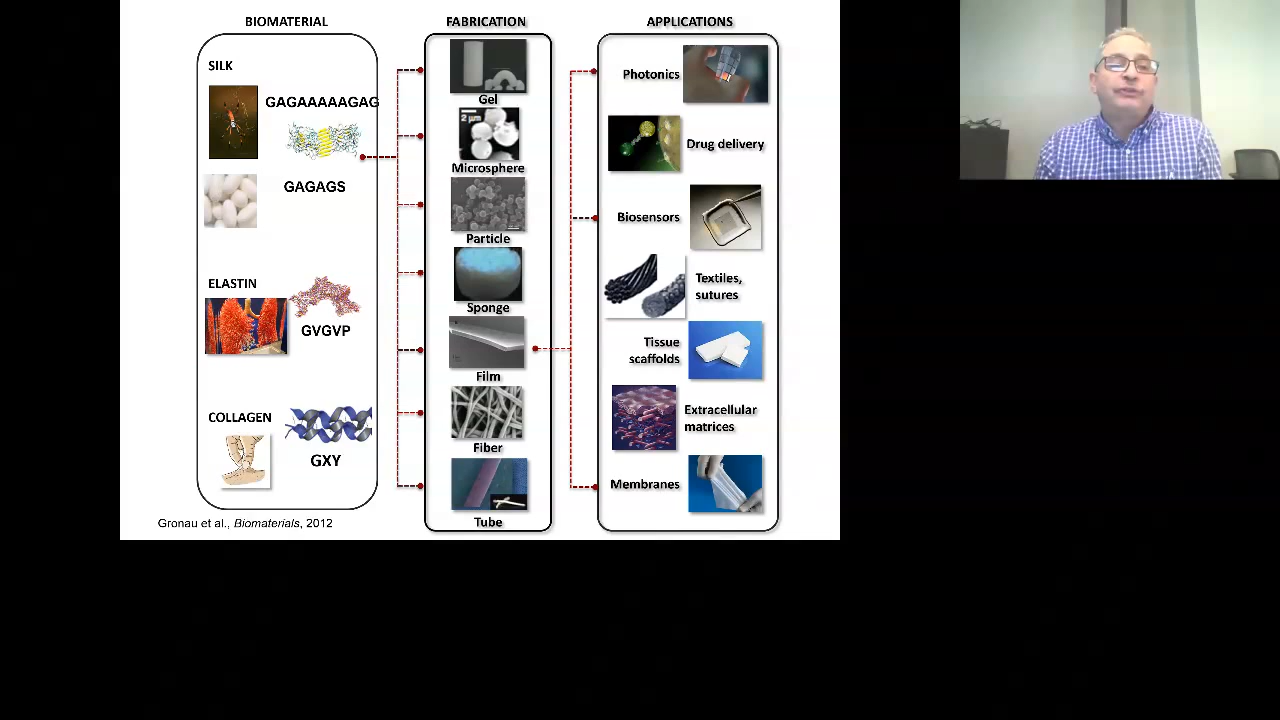 BIOMATERIAL
SILK
GAGAAAAAGAG
GAGAGS
ELASTIN
GVGVP
COLLAGEN
GXY
Gronau et al., Biomaterials, 2012
FABRICATION
Gel
2 µm
Microsphere
Particle
Sponge
Film
Fiber
Tube
APPLICATIONS
Photonics
Drug delivery
Biosensors
Textiles,
sutures
Tissue
scaffolds
Extracellular
matrices
Membranes